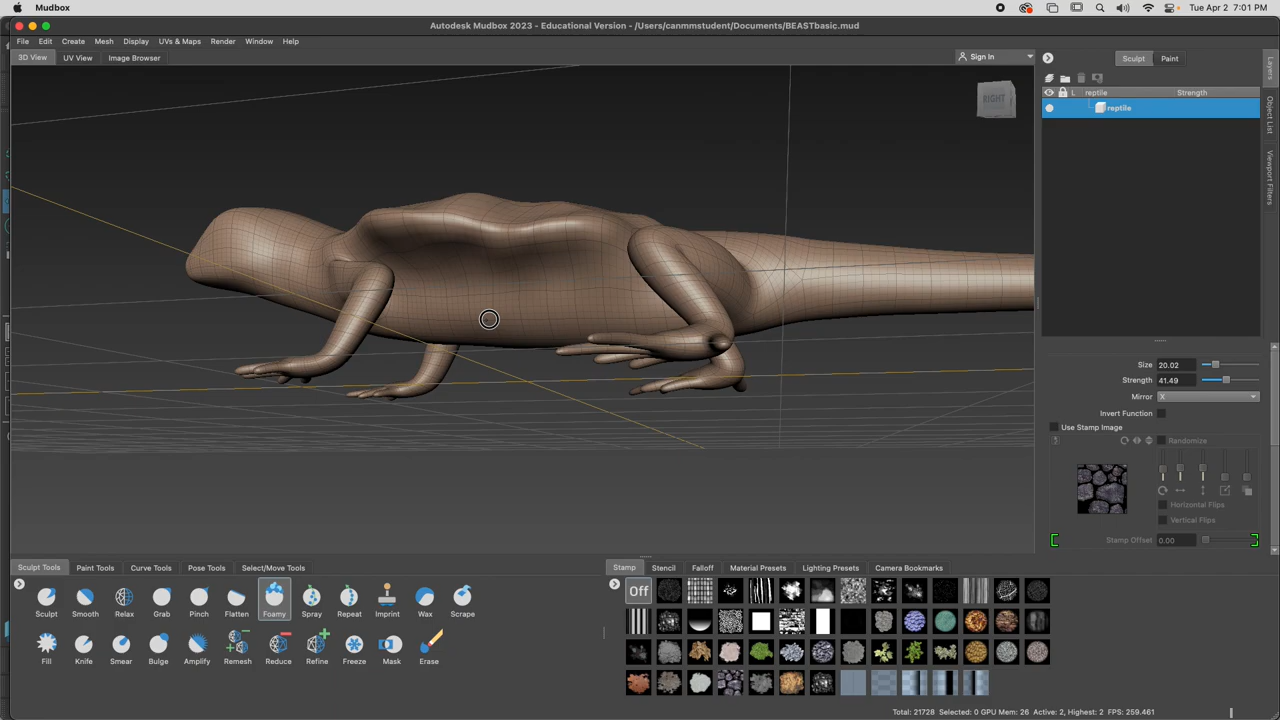 Mudbox
Tue Apr 2 7:01 PM
Autodesk Mudbox 2023 - Educational Version - /Users/canmmstudent/Documents/BEASTbasic.mud
File Edit Create Mesh Display UVs & Maps Render Window Help
3D View UV View Image Browser
Sign In
Sculpt Paint
L reptile Strength
reptile
Layers
Object List
Viewport Filters
RIGHT
Size 20.02
Strength 41.49
Mirror X
Invert Function
Use Stamp Image
Randomize
Horizontal Flips
Vertical Flips
Stamp Offset 0.00
Sculpt Tools Paint Tools Curve Tools Pose Tools Select/Move Tools
Sculpt Smooth Relax Grab Pinch Flatten Foamy Spray Repeat Imprint Wax Scrape
Fill Knife Smear Bulge Amplify Remesh Reduce Refine Freeze Mask Erase
Stamp Stencil Falloff Material Presets Lighting Presets Camera Bookmarks
Off
Total: 21728 Selected: 0 GPU Mem: 26 Active: 2, Highest: 2 FPS: 259.461